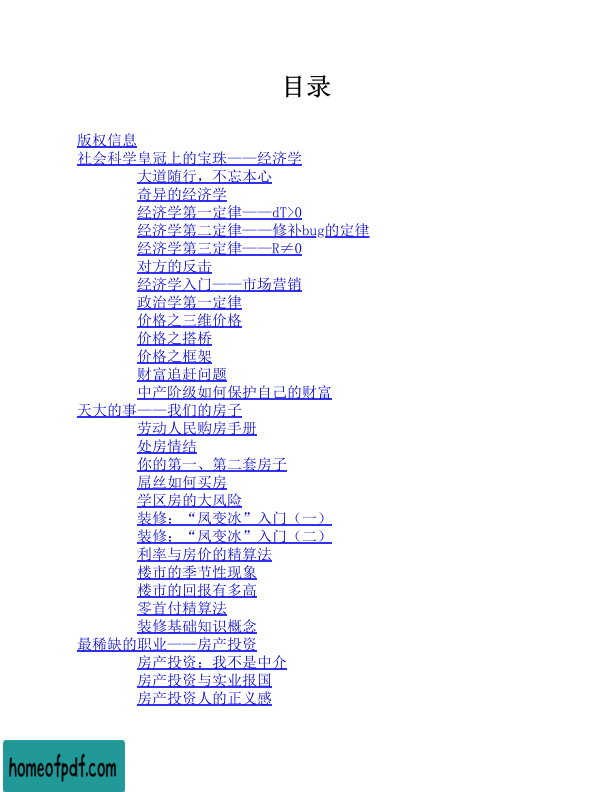 目录
版权信息
社会科学皇冠上的宝珠——经济学
大道随行，不忘本心
奇异的经济学
经济学第一定律——dT>0
经济学第二定律——修补bug的定律
经济学第三定律——R≠0
对方的反击
经济学入门——市场营销
政治学第一定律
价格之三维价格
价格之搭桥
价格之框架
财富追赶问题
中产阶级如何保护自己的财富
天大的事——我们的房子
劳动人民购房手册
处房情结
你的第一、第二套房子
屌丝如何买房
学区房的大风险
装修：“凤变冰”入门（一）
装修：“凤变冰”入门（二）
利率与房价的精算法
楼市的季节性现象
楼市的回报有多高
零首付精算法
装修基础知识概念
最稀缺的职业——房产投资
房产投资：我不是中介
房产投资与实业报国
房产投资人的正义感
homeofpdf.com